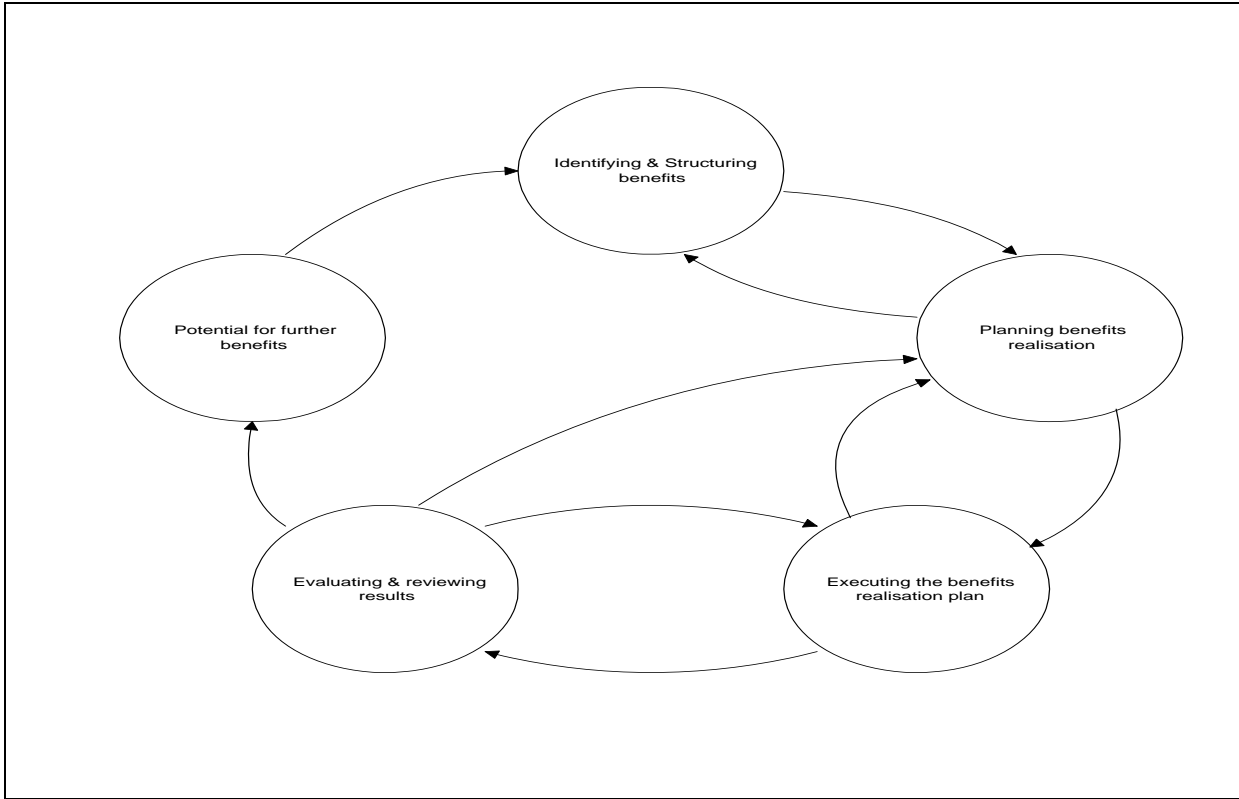 Identifying & Structuring
benefits
Potential for further
benefits
Planning benefits
realisation
Evaluating & reviewing
results
Executing the benefits
realisation plan